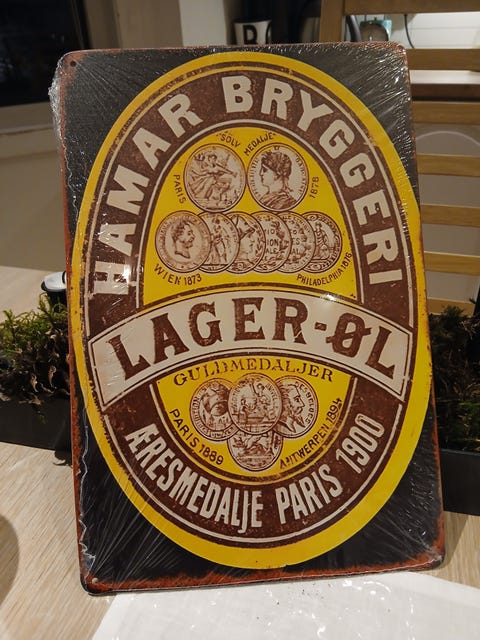 HAMAR BRYGGERI
"SÖLV MEDALJE"
PARIS 1878
WIEN 1873
PHILADELPHIA 1876
LAGER-ØL
GULDMEDALJER
PARIS 1889
ANTWERPEN 1894
ÆRESMEDALJE PARIS 1900